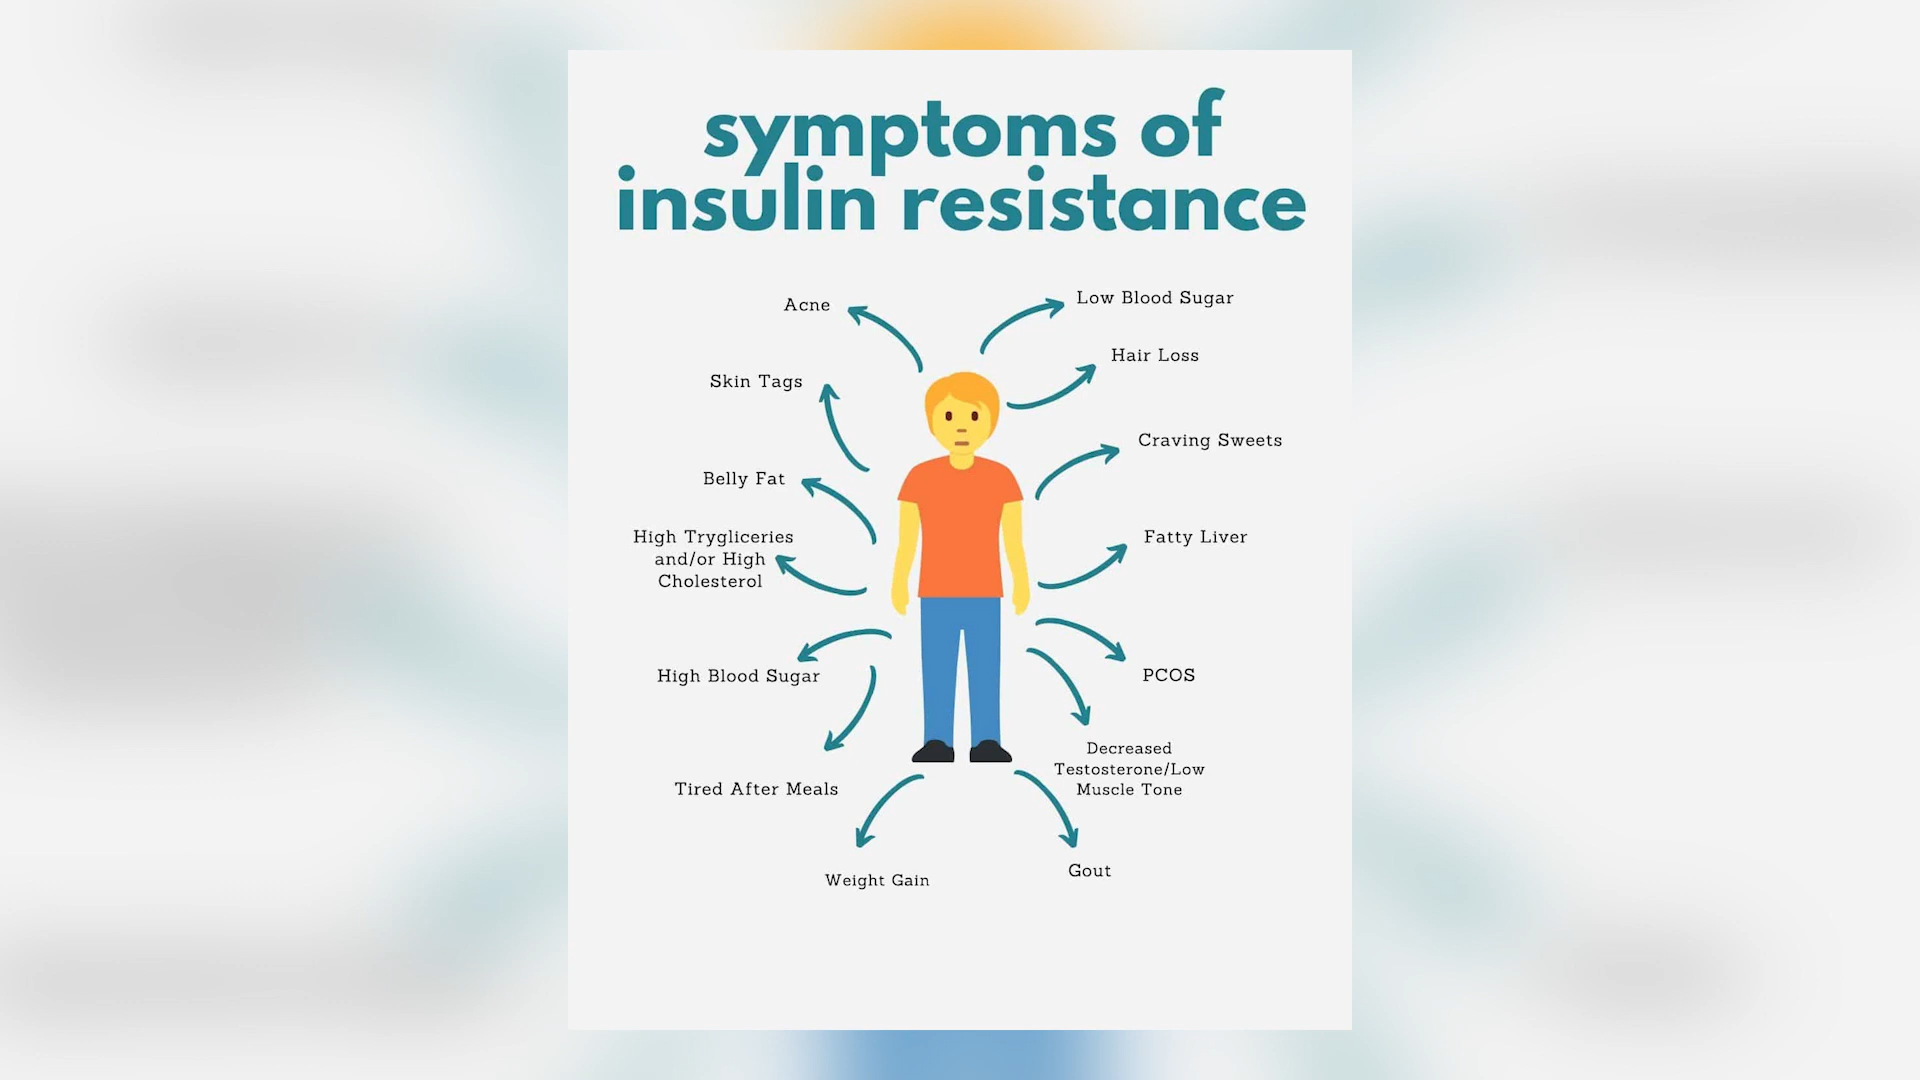 symptoms of
insulin resistance
Acne
Low Blood Sugar
Hair Loss
Skin Tags
Craving Sweets
Belly Fat
High Trygliceries
and/or High
Cholesterol
Fatty Liver
High Blood Sugar
PCOS
Decreased
Testosterone/Low
Muscle Tone
Tired After Meals
Weight Gain
Gout